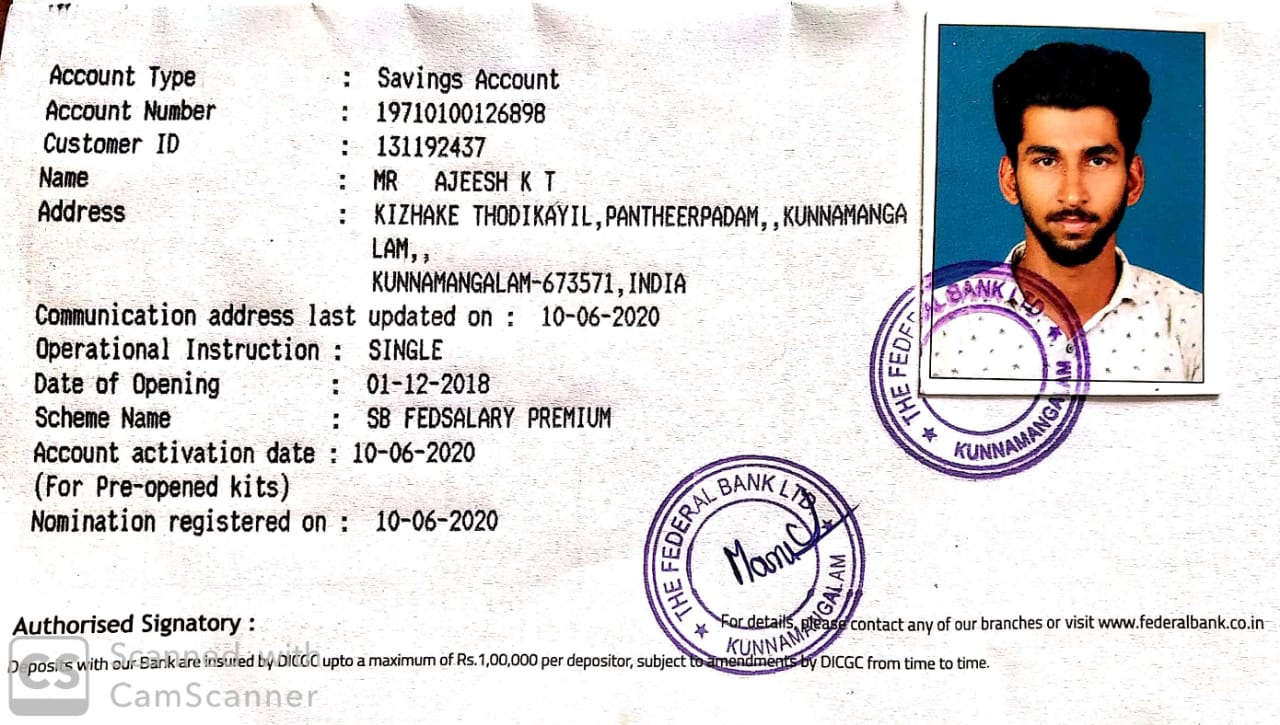 Account Type : Savings Account
Account Number : 19710100126898
Customer ID : 131192437
Name : MR AJEESH K T
Address : KIZHAKE THODIKAYIL,PANTHEERPADAM,,KUNNAMANGA
LAM,,
KUNNAMANGALAM-673571,INDIA
Communication address last updated on : 10-06-2020
Operational Instruction : SINGLE
Date of Opening : 01-12-2018
Scheme Name : SB FEDSALARY PREMIUM
Account activation date : 10-06-2020
(For Pre-opened kits)
Nomination registered on : 10-06-2020
THE FEDERAL BANK LTD.
KUNNAMANGALAM
THE FEDERAL BANK LTD
KUNNAMANGALAM
Authorised Signatory :
For details, please contact any of our branches or visit www.federalbank.co.in
Deposits with our Bank are insured by DICGC upto a maximum of Rs.1,00,000 per depositor, subject to amendments by DICGC from time to time.
CS
Scanned with
CamScanner